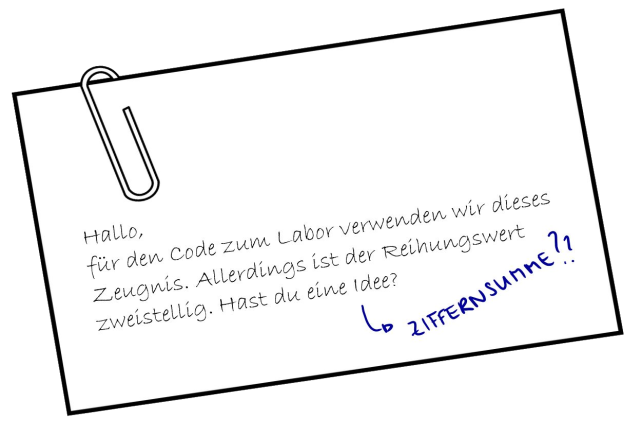 Hallo,
für den Code zum Labor verwenden wir dieses
Zeugnis. Allerdings ist der Reihungswert
zweistellig. Hast du eine Idee?
↳ ZIFFERNSUMME??